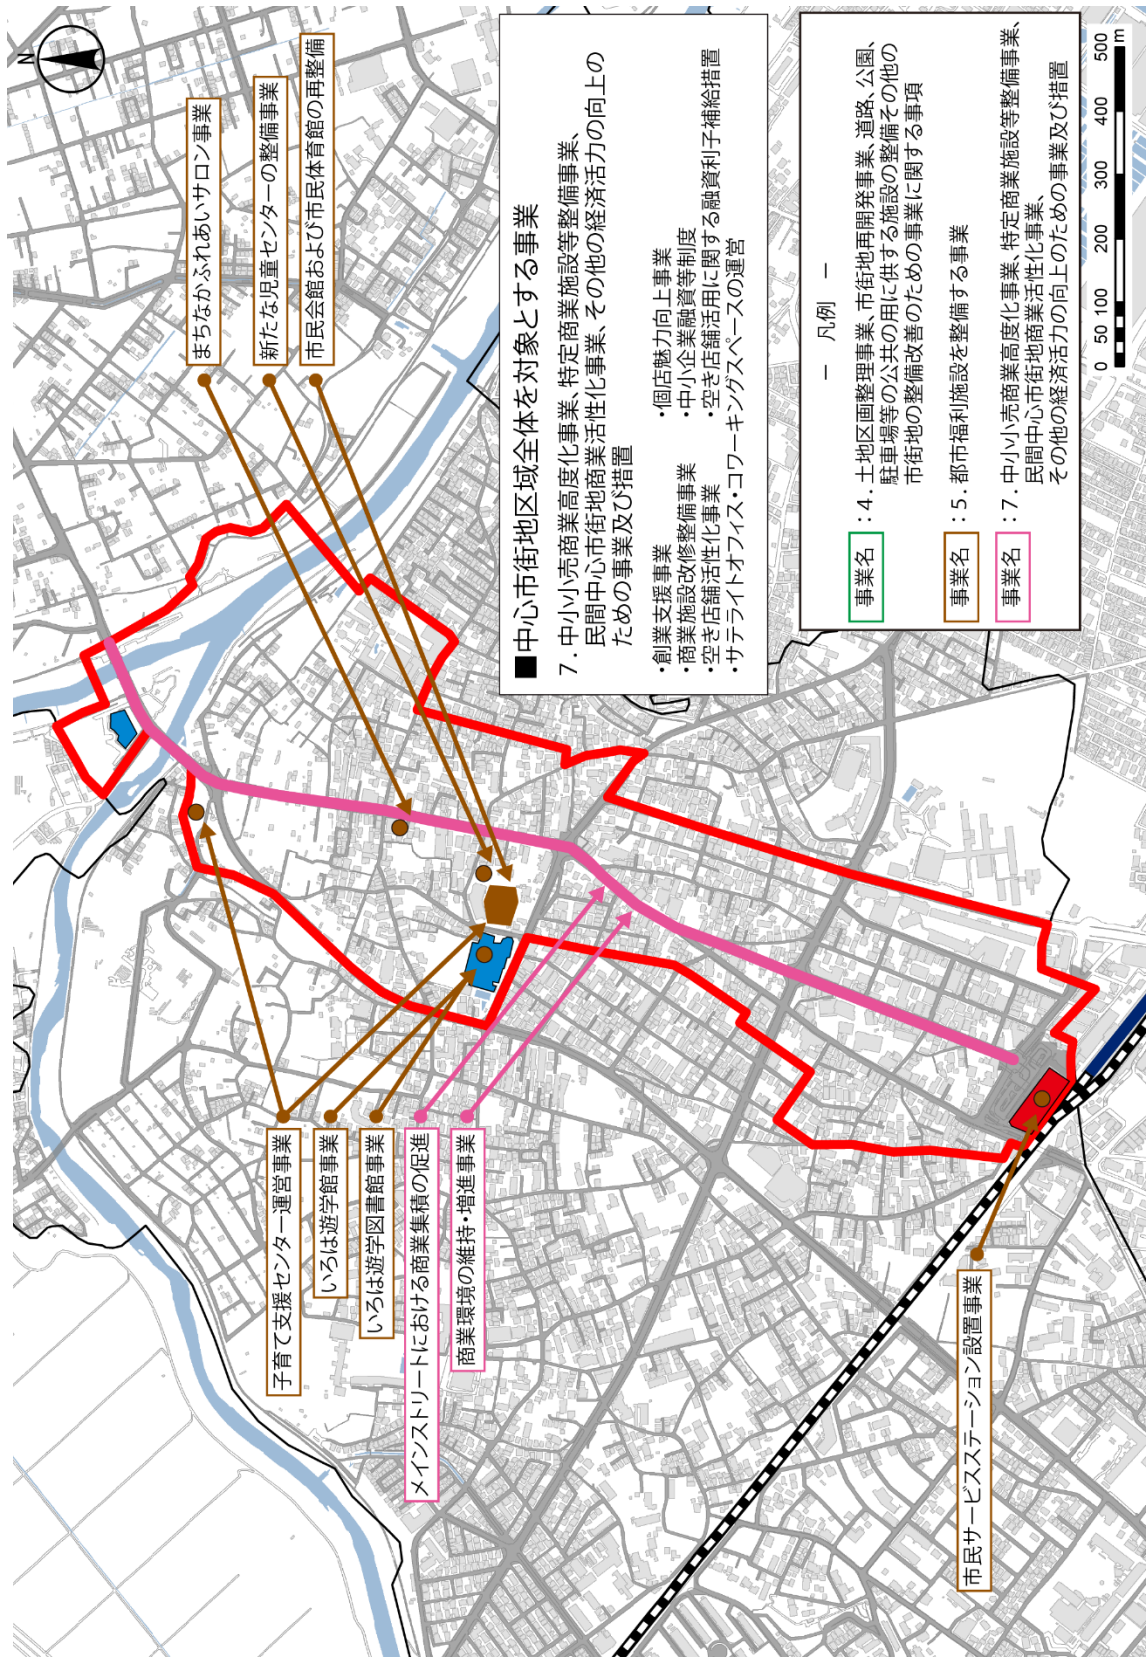 N
まちなかふれあいサロン事業
新たな児童センターの整備事業
市民会館および市民体育館の再整備
子育て支援センター運営事業
いろは遊学館事業
いろは遊学図書館事業
メインストリートにおける商業集積の促進
商業環境の維持・増進事業
市民サービスステーション設置事業
■中心市街地区域全体を対象とする事業
7．中小小売商業高度化事業、特定商業施設等整備事業、
民間中心市街地商業活性化事業、その他の経済活力の向上の
ための事業及び措置
・創業支援事業 ・個店魅力向上事業
・商業施設改修整備事業 ・中小企業融資等制度
・空き店舗活性化事業 ・空き店舗活用に関する融資利子補給措置
・サテライトオフィス・コワーキングスペースの運営
― 凡例 ―
事業名 ：4．土地区画整理事業、市街地再開発事業、道路、公園、
駐車場等の公共の用に供する施設の整備その他の
市街地の整備改善のための事業に関する事項
事業名 ：5．都市福利施設を整備する事業
事業名 ：7．中小小売商業高度化事業、特定商業施設等整備事業、
民間中心市街地商業活性化事業、
その他の経済活力の向上のための事業及び措置
0 50 100 200 300 400 500
m